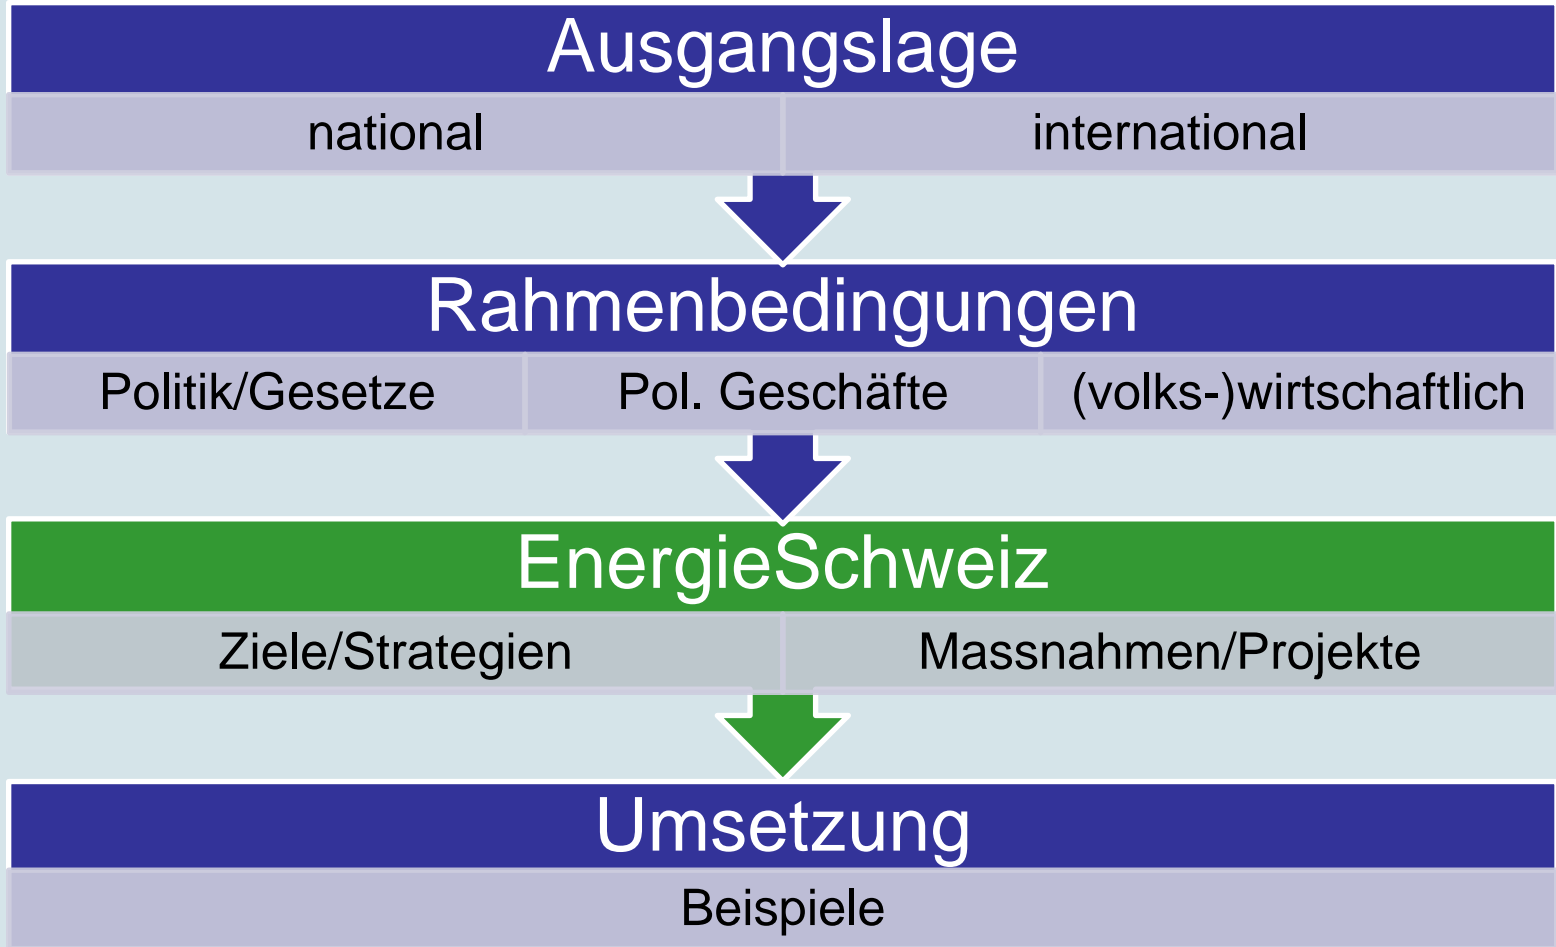 Ausgangslage
national international
Rahmenbedingungen
Politik/Gesetze Pol. Geschäfte (volks-)wirtschaftlich
EnergieSchweiz
Ziele/Strategien Massnahmen/Projekte
Umsetzung
Beispiele